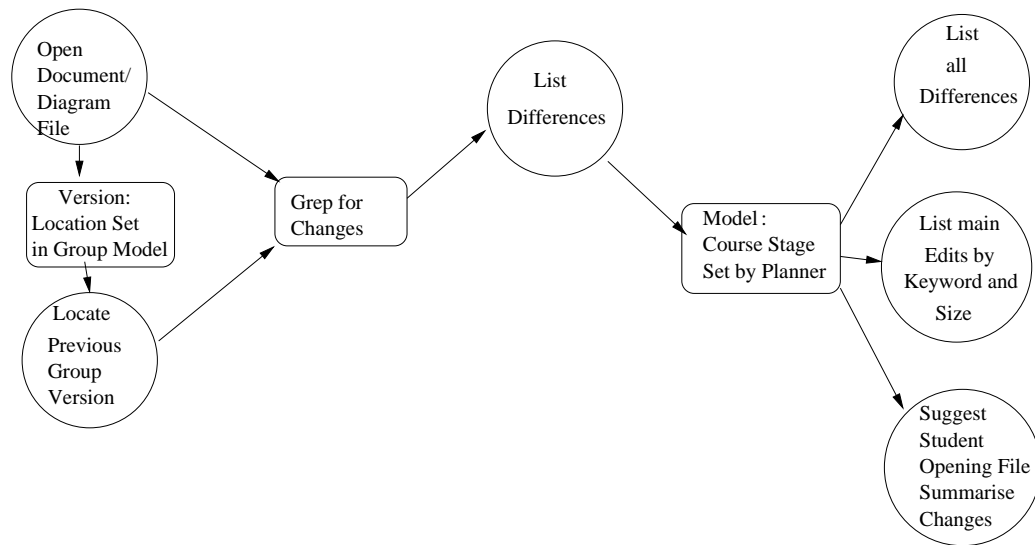 Open
Document/
Diagram
File
Version:
Location Set
in Group Model
Locate
Previous
Group
Version
Grep for
Changes
List
Differences
Model :
Course Stage
Set by Planner
List
all
Differences
List main
Edits by
Keyword and
Size
Suggest
Student
Opening File
Summarise
Changes